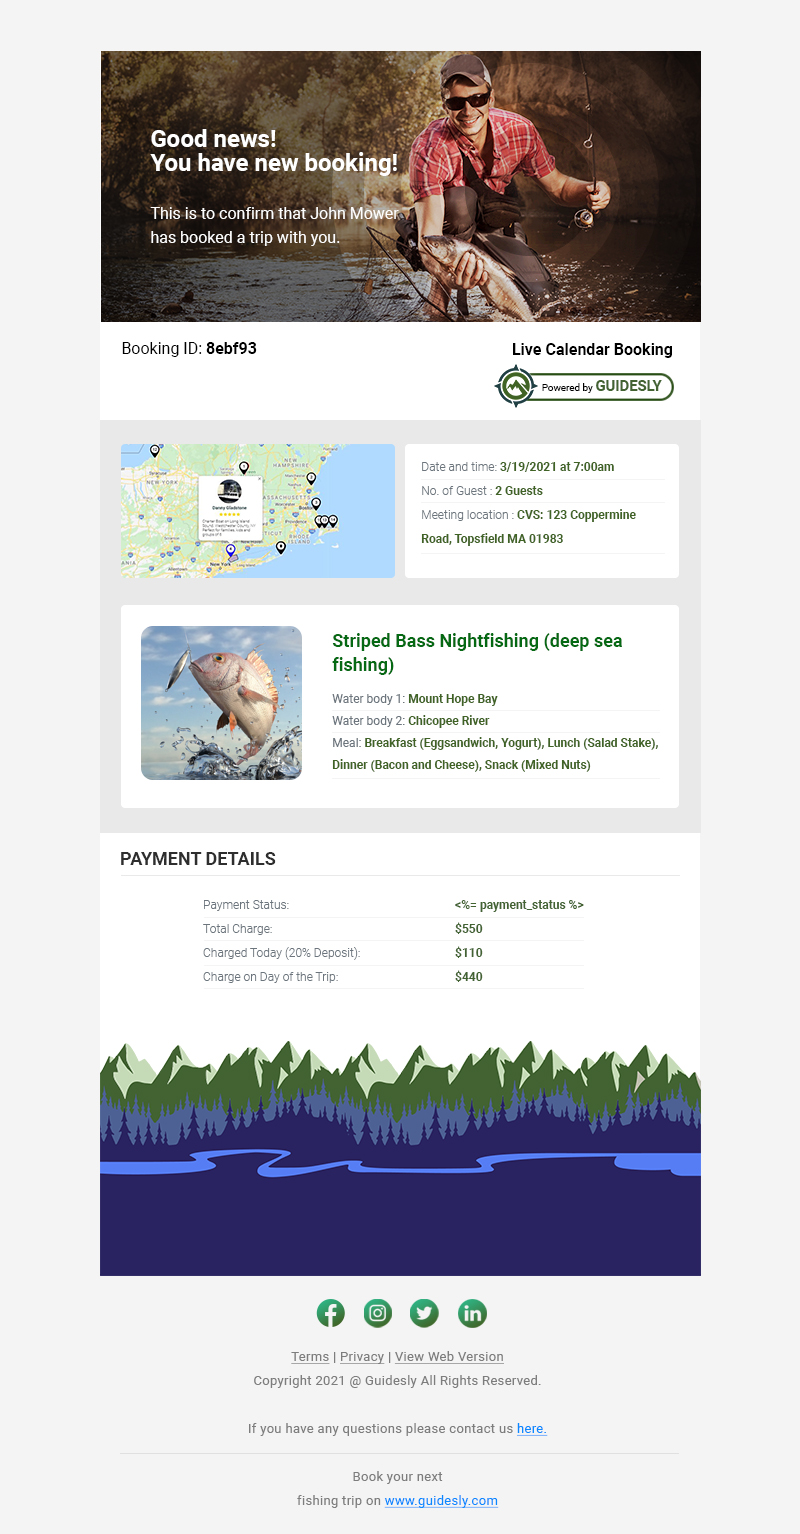 Good news!
You have new booking!
This is to confirm that John Mower
has booked a trip with you.
Booking ID: 8ebf93
Live Calendar Booking
Powered by GUIDESLY
NEW
HAMPSHIRE
NEW YORK
Danny Gladstone
MASSACHUSETTS
Providence
RHODE
ISLAND
New York
Date and time: 3/19/2021 at 7:00am
No. of Guest : 2 Guests
Meeting location : CVS: 123 Coppermine
Road, Topsfield MA 01983
Striped Bass Nightfishing (deep sea
fishing)
Water body 1: Mount Hope Bay
Water body 2: Chicopee River
Meal: Breakfast (Eggsandwich, Yogurt), Lunch (Salad Stake),
Dinner (Bacon and Cheese), Snack (Mixed Nuts)
PAYMENT DETAILS
Payment Status: <%= payment_status %>
Total Charge: $550
Charged Today (20% Deposit): $110
Charge on Day of the Trip: $440
Terms | Privacy | View Web Version
Copyright 2021 @ Guidesly All Rights Reserved.
If you have any questions please contact us here.
Book your next
fishing trip on www.guidesly.com